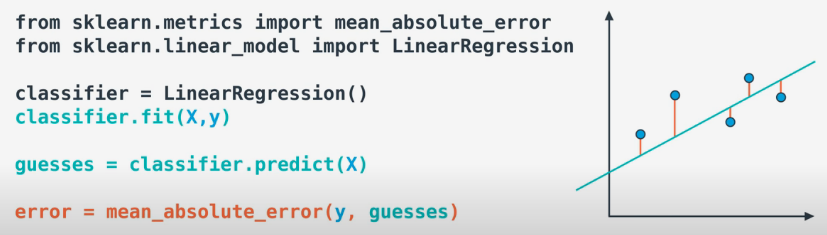 from sklearn.metrics import mean_absolute_error
from sklearn.linear_model import LinearRegression
classifier = LinearRegression()
classifier.fit(X,y)
guesses = classifier.predict(X)
error = mean_absolute_error(y, guesses)